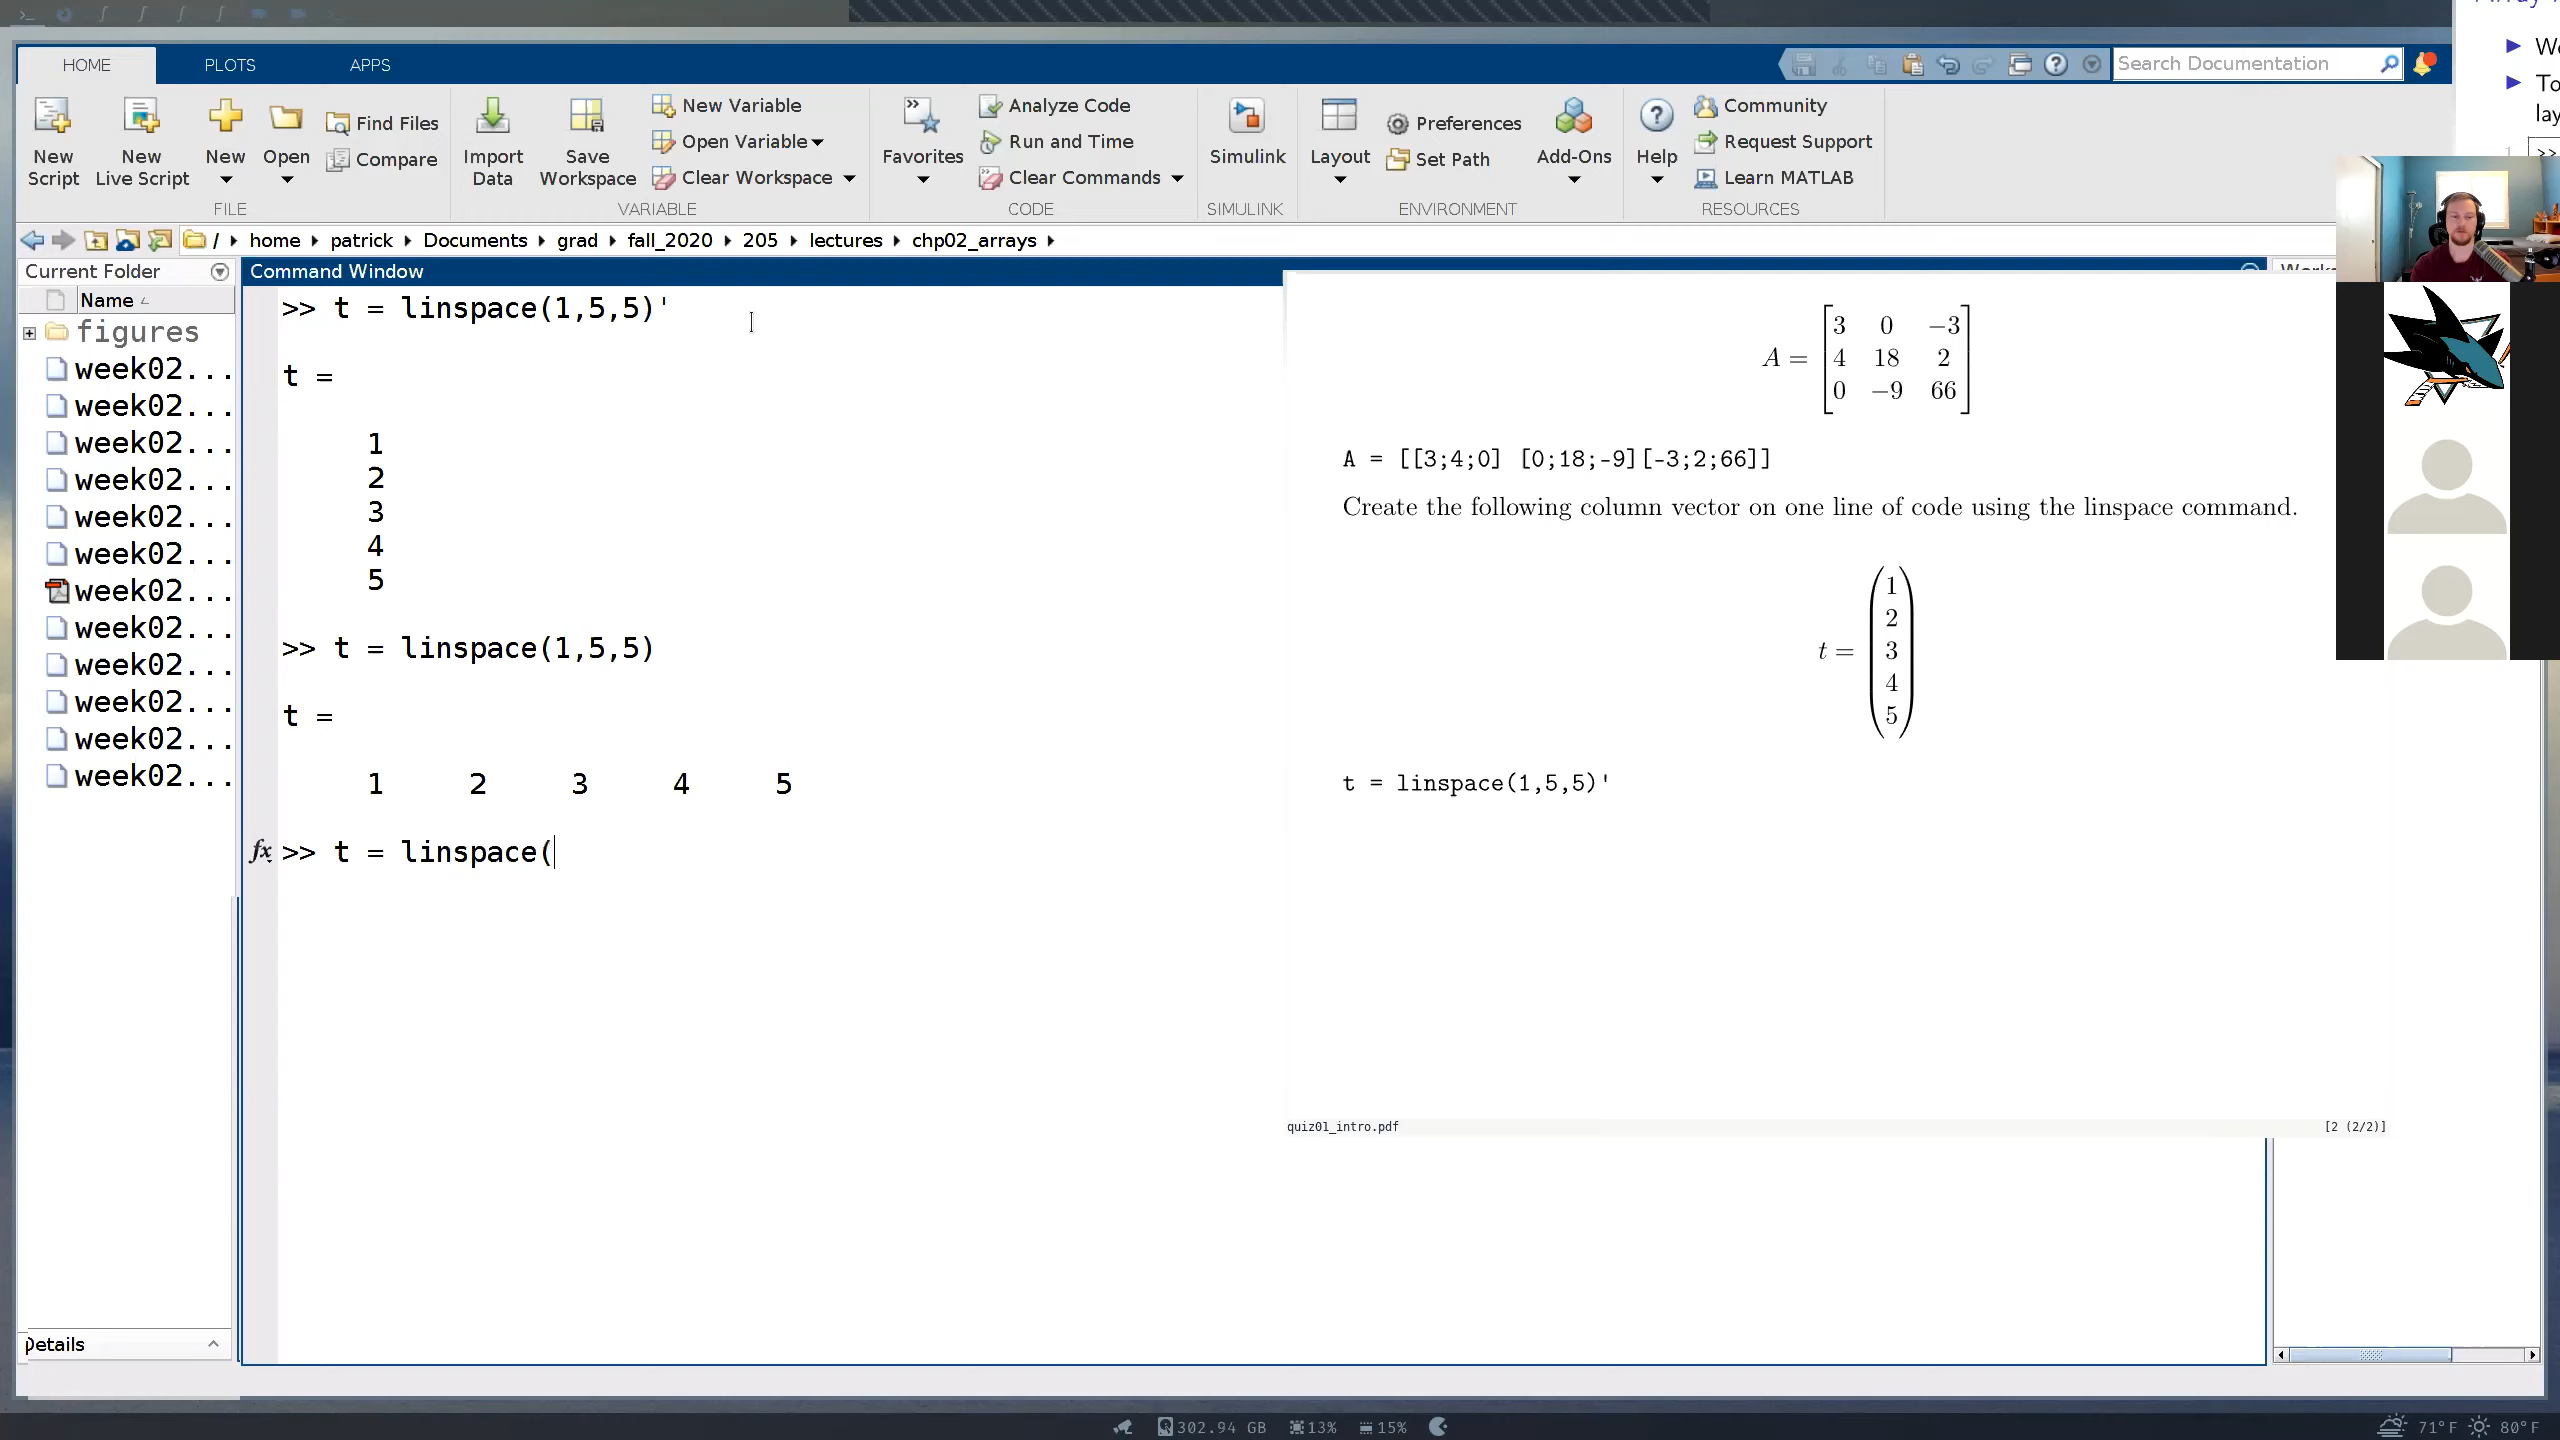 HOME PLOTS APPS
Search Documentation
New Script
New Live Script
New
Open
Find Files
Compare
Import Data
Save Workspace
New Variable
Open Variable
Clear Workspace
Favorites
Analyze Code
Run and Time
Clear Commands
Simulink
Layout
Preferences
Set Path
Add-Ons
Help
Community
Request Support
Learn MATLAB
FILE VARIABLE CODE SIMULINK ENVIRONMENT RESOURCES
/ home patrick Documents grad fall_2020 205 lectures chp02_arrays
Current Folder
Name
figures
week02...
week02...
week02...
week02...
week02...
week02...
week02...
week02...
week02...
week02...
week02...
week02...
Details
Command Window
>> t = linspace(1,5,5)'
t =
1
2
3
4
5
>> t = linspace(1,5,5)
t =
1 2 3 4 5
fx >> t = linspace(
A = [3 0 −3
4 18 2
0 −9 66]
A = [[3;4;0] [0;18;-9][-3;2;66]]
Create the following column vector on one line of code using the linspace command.
t = (1
2
3
4
5)
t = linspace(1,5,5)'
quiz01_intro.pdf [2 (2/2)]
302.94 GB 13% 15%
71°F 80°F